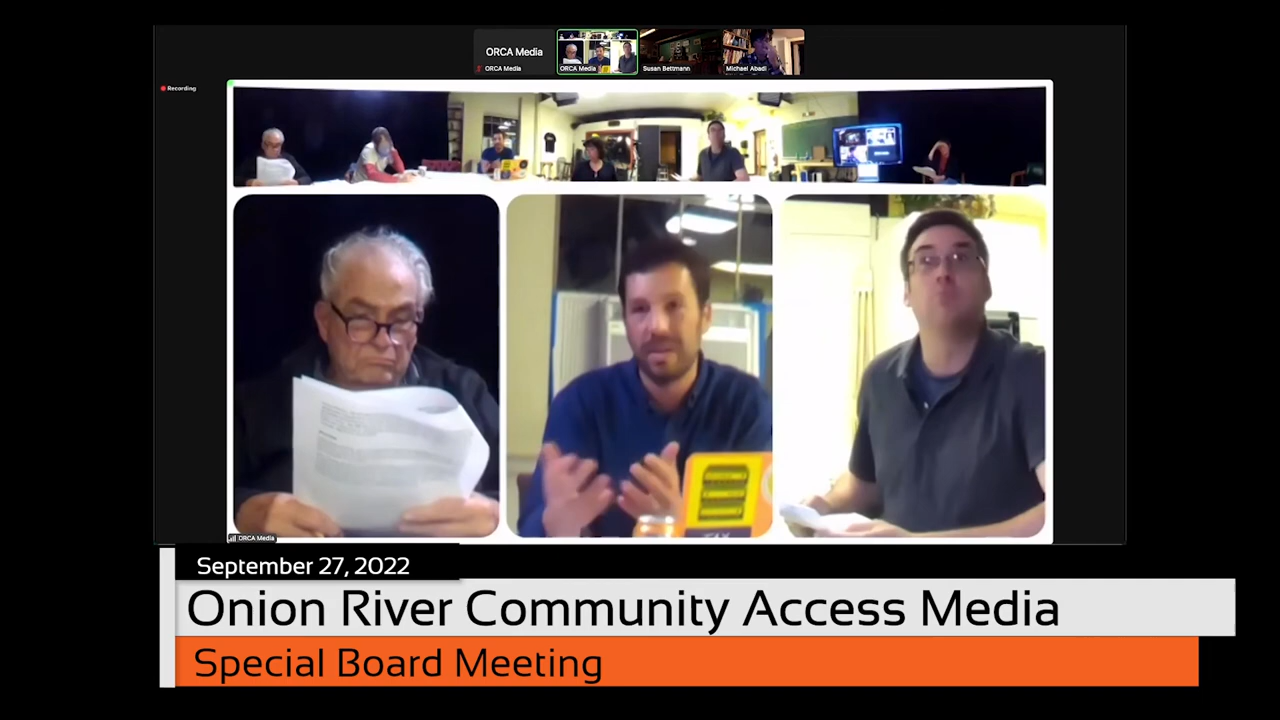 ORCA Media
ORCA Media
ORCA Media
Susan Bettmann
Michael Abadi
Recording
ORCA Media
September 27, 2022
Onion River Community Access Media
Special Board Meeting